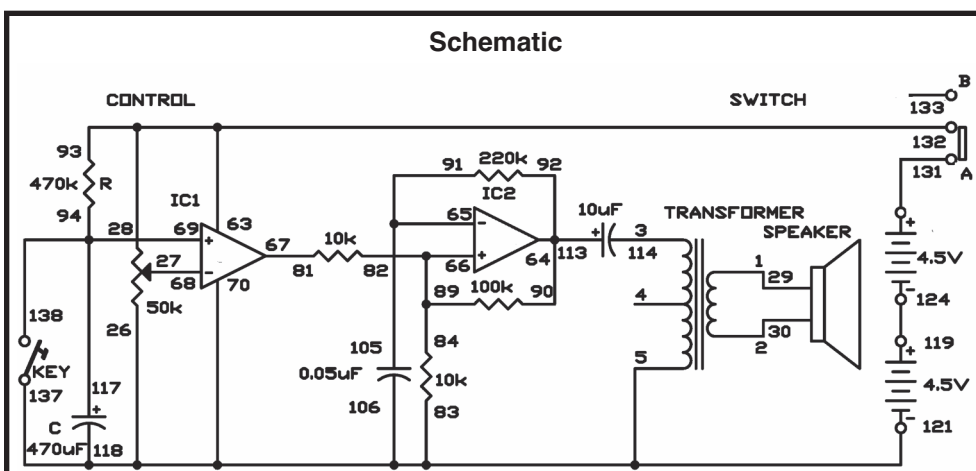 Schematic
CONTROL
SWITCH
B
133
132
131
A
93
470k R
94
IC1
28
69
+
63
67
27
68
-
70
50k
26
10k
81
82
91
220k
92
IC2
65
-
+
66
64
113
89
100k
90
10uF
+
3
114
4
5
TRANSFORMER
SPEAKER
1
29
30
2
+
4.5V
-
124
119
+
4.5V
-
121
138
KEY
137
117
+
C
470uF
118
105
0.05uF
106
84
10k
83